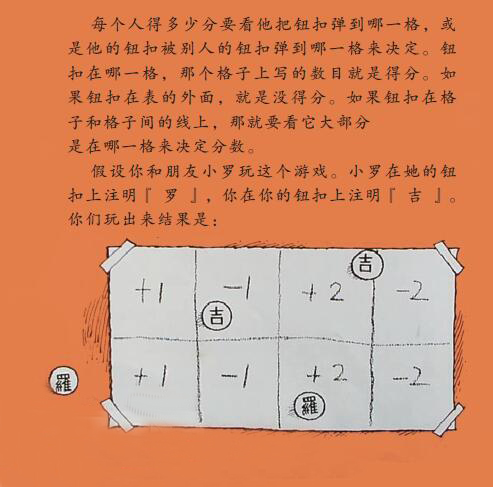 每个人得多少分要看他把钮扣弹到哪一格，或
是他的钮扣被别人的钮扣弹到哪一格来决定。钮
扣在哪一格，那个格子上写的数目就是得分。如
果钮扣在表的外面，就是没得分。如果钮扣在格
子和格子间的线上，那就要看它大部分
是在哪一格来决定分数。
假设你和朋友小罗玩这个游戏。小罗在她的钮
扣上注明『 罗 』，你在你的钮扣上注明『 吉 』。
你们玩出来结果是：
吉
+1 -1 +2 -2
吉
+1 -1 +2 -2
羅
羅